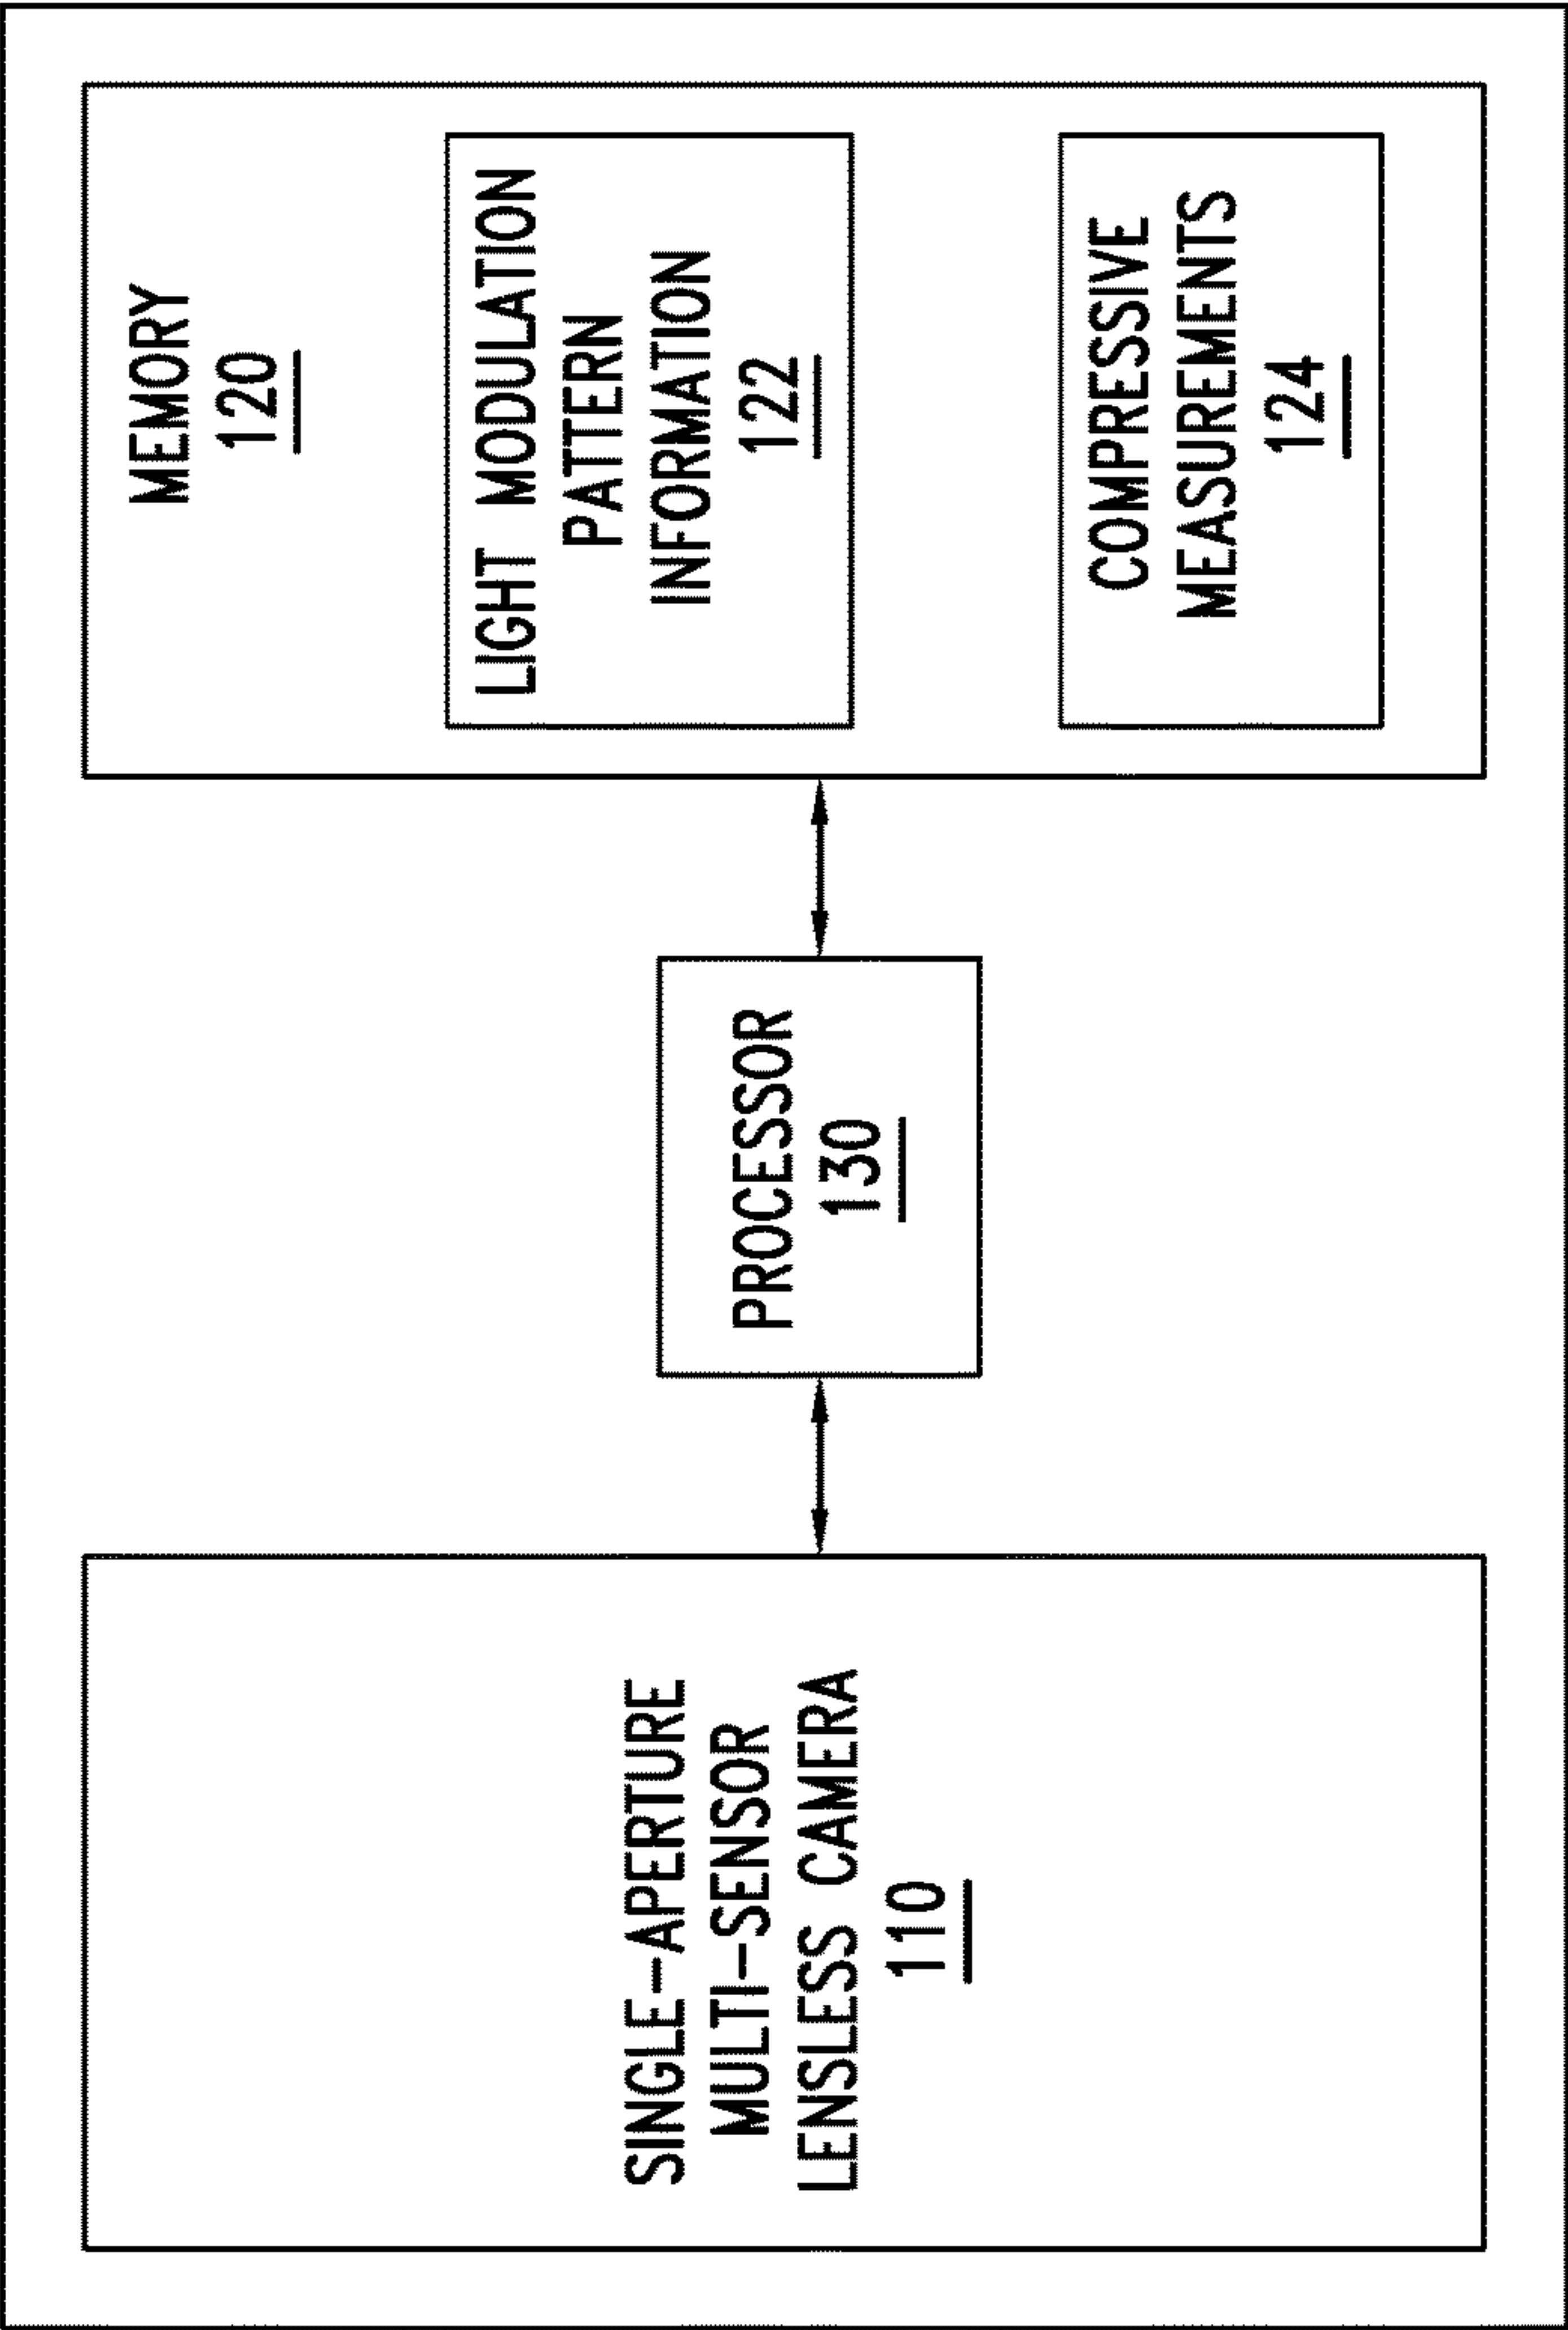 SINGLE-APERTURE
MULTI-SENSOR
LENSLESS CAMERA
110
PROCESSOR
130
MEMORY
120
LIGHT MODULATION
PATTERN
INFORMATION
122
COMPRESSIVE
MEASUREMENTS
124